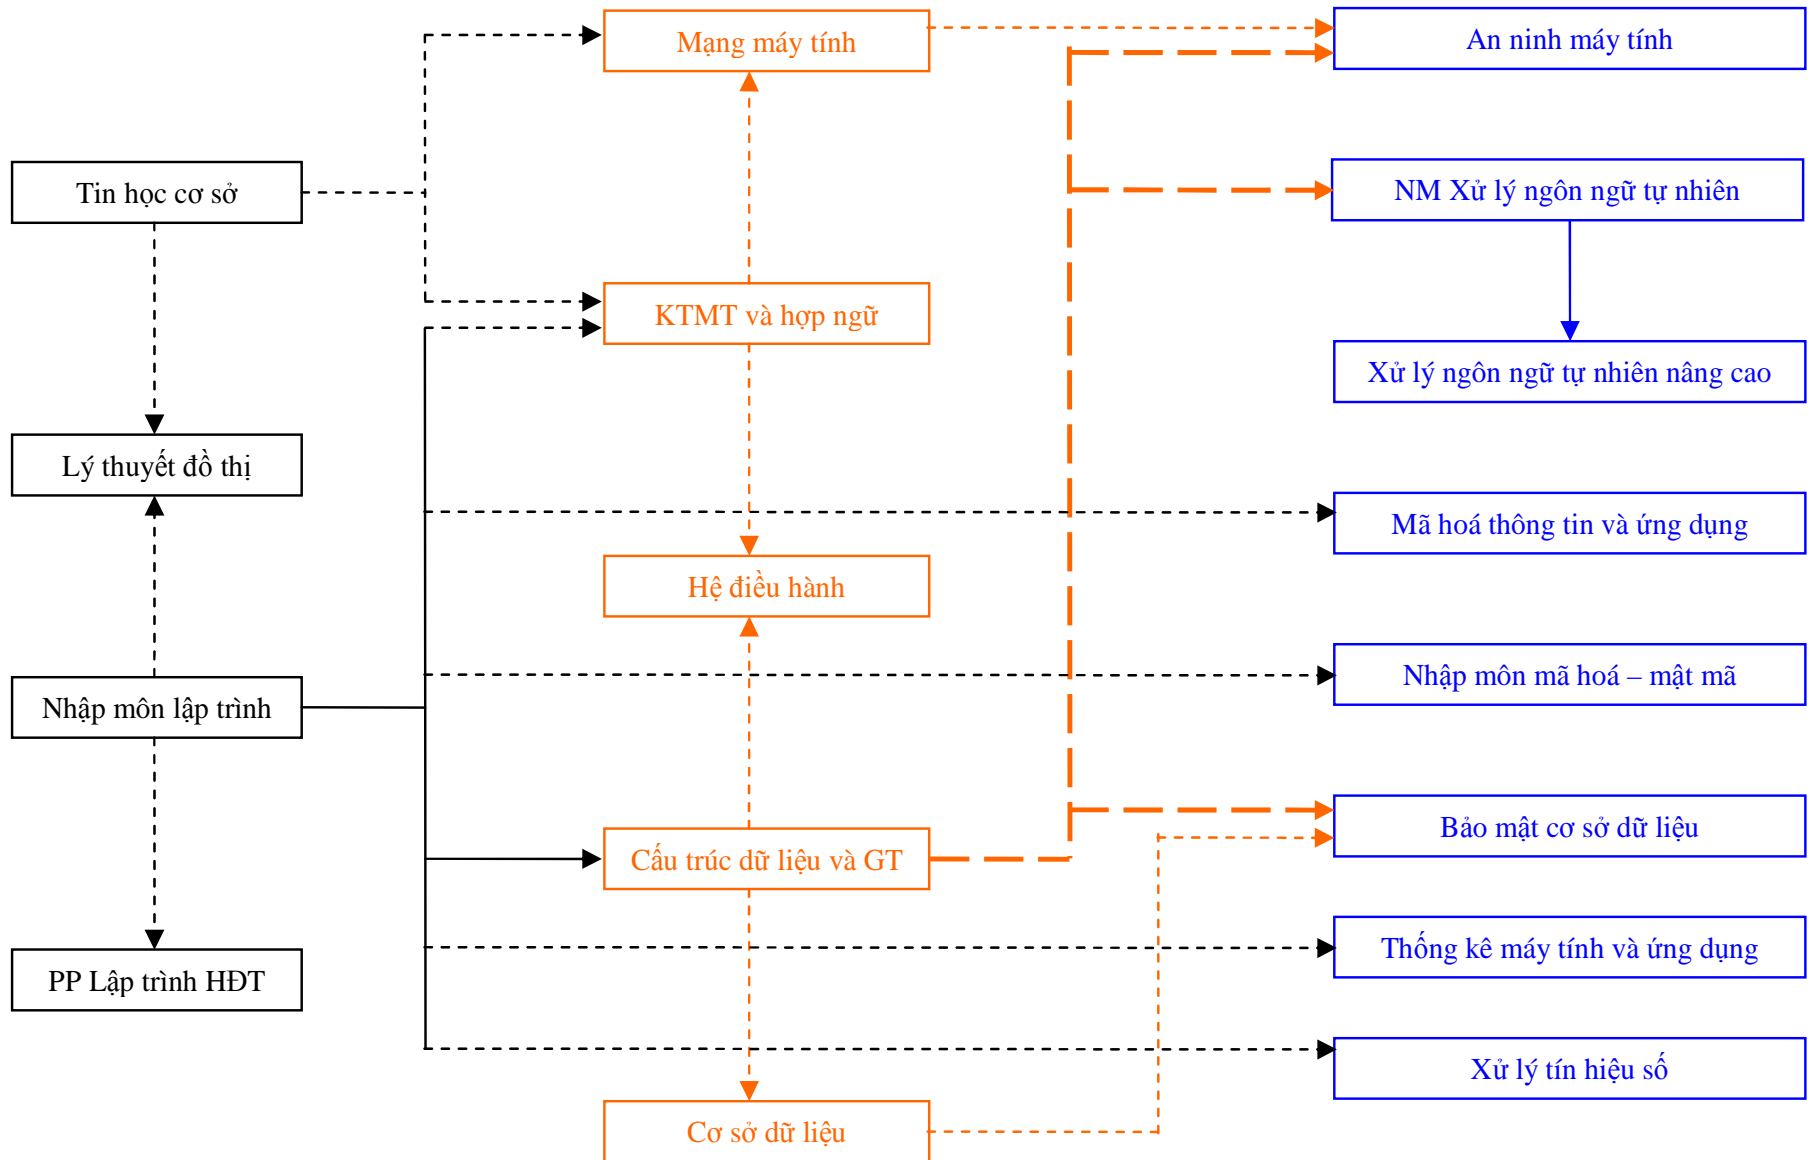 Mạng máy tính
An ninh máy tính
Tin học cơ sở
NM Xử lý ngôn ngữ tự nhiên
KTMT và hợp ngữ
Xử lý ngôn ngữ tự nhiên nâng cao
Lý thuyết đồ thị
Mã hoá thông tin và ứng dụng
Hệ điều hành
Nhập môn lập trình
Nhập môn mã hoá – mật mã
Cấu trúc dữ liệu và GT
Bảo mật cơ sở dữ liệu
PP Lập trình HĐT
Thống kê máy tính và ứng dụng
Xử lý tín hiệu số
Cơ sở dữ liệu